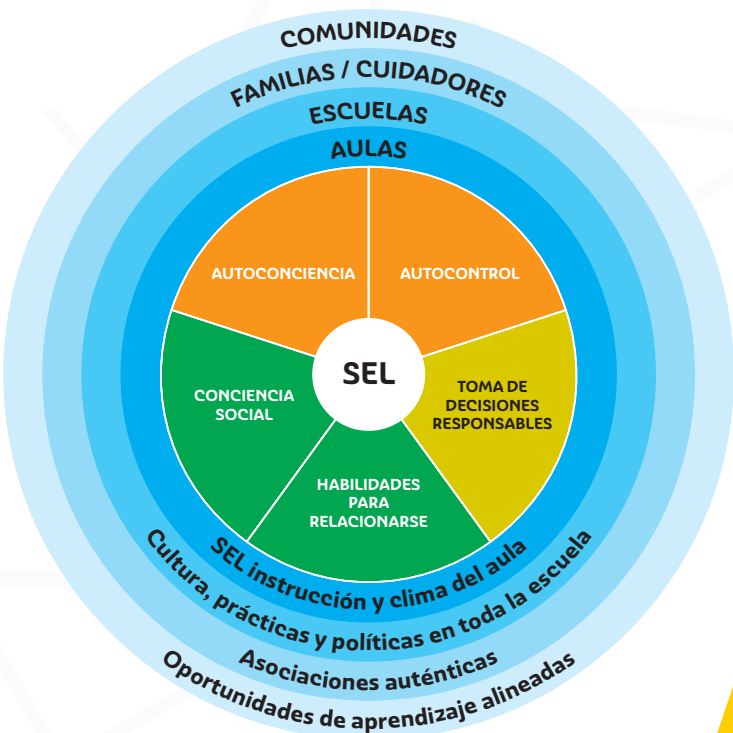 COMUNIDADES
FAMILIAS / CUIDADORES
ESCUELAS
AULAS
AUTOCONCIENCIA
AUTOCONTROL
SEL
CONCIENCIA
SOCIAL
TOMA DE
DECISIONES
RESPONSABLES
HABILIDADES
PARA
RELACIONARSE
SEL instrucción y clima del aula
Cultura, prácticas y políticas en toda la escuela
Asociaciones auténticas
Oportunidades de aprendizaje alineadas